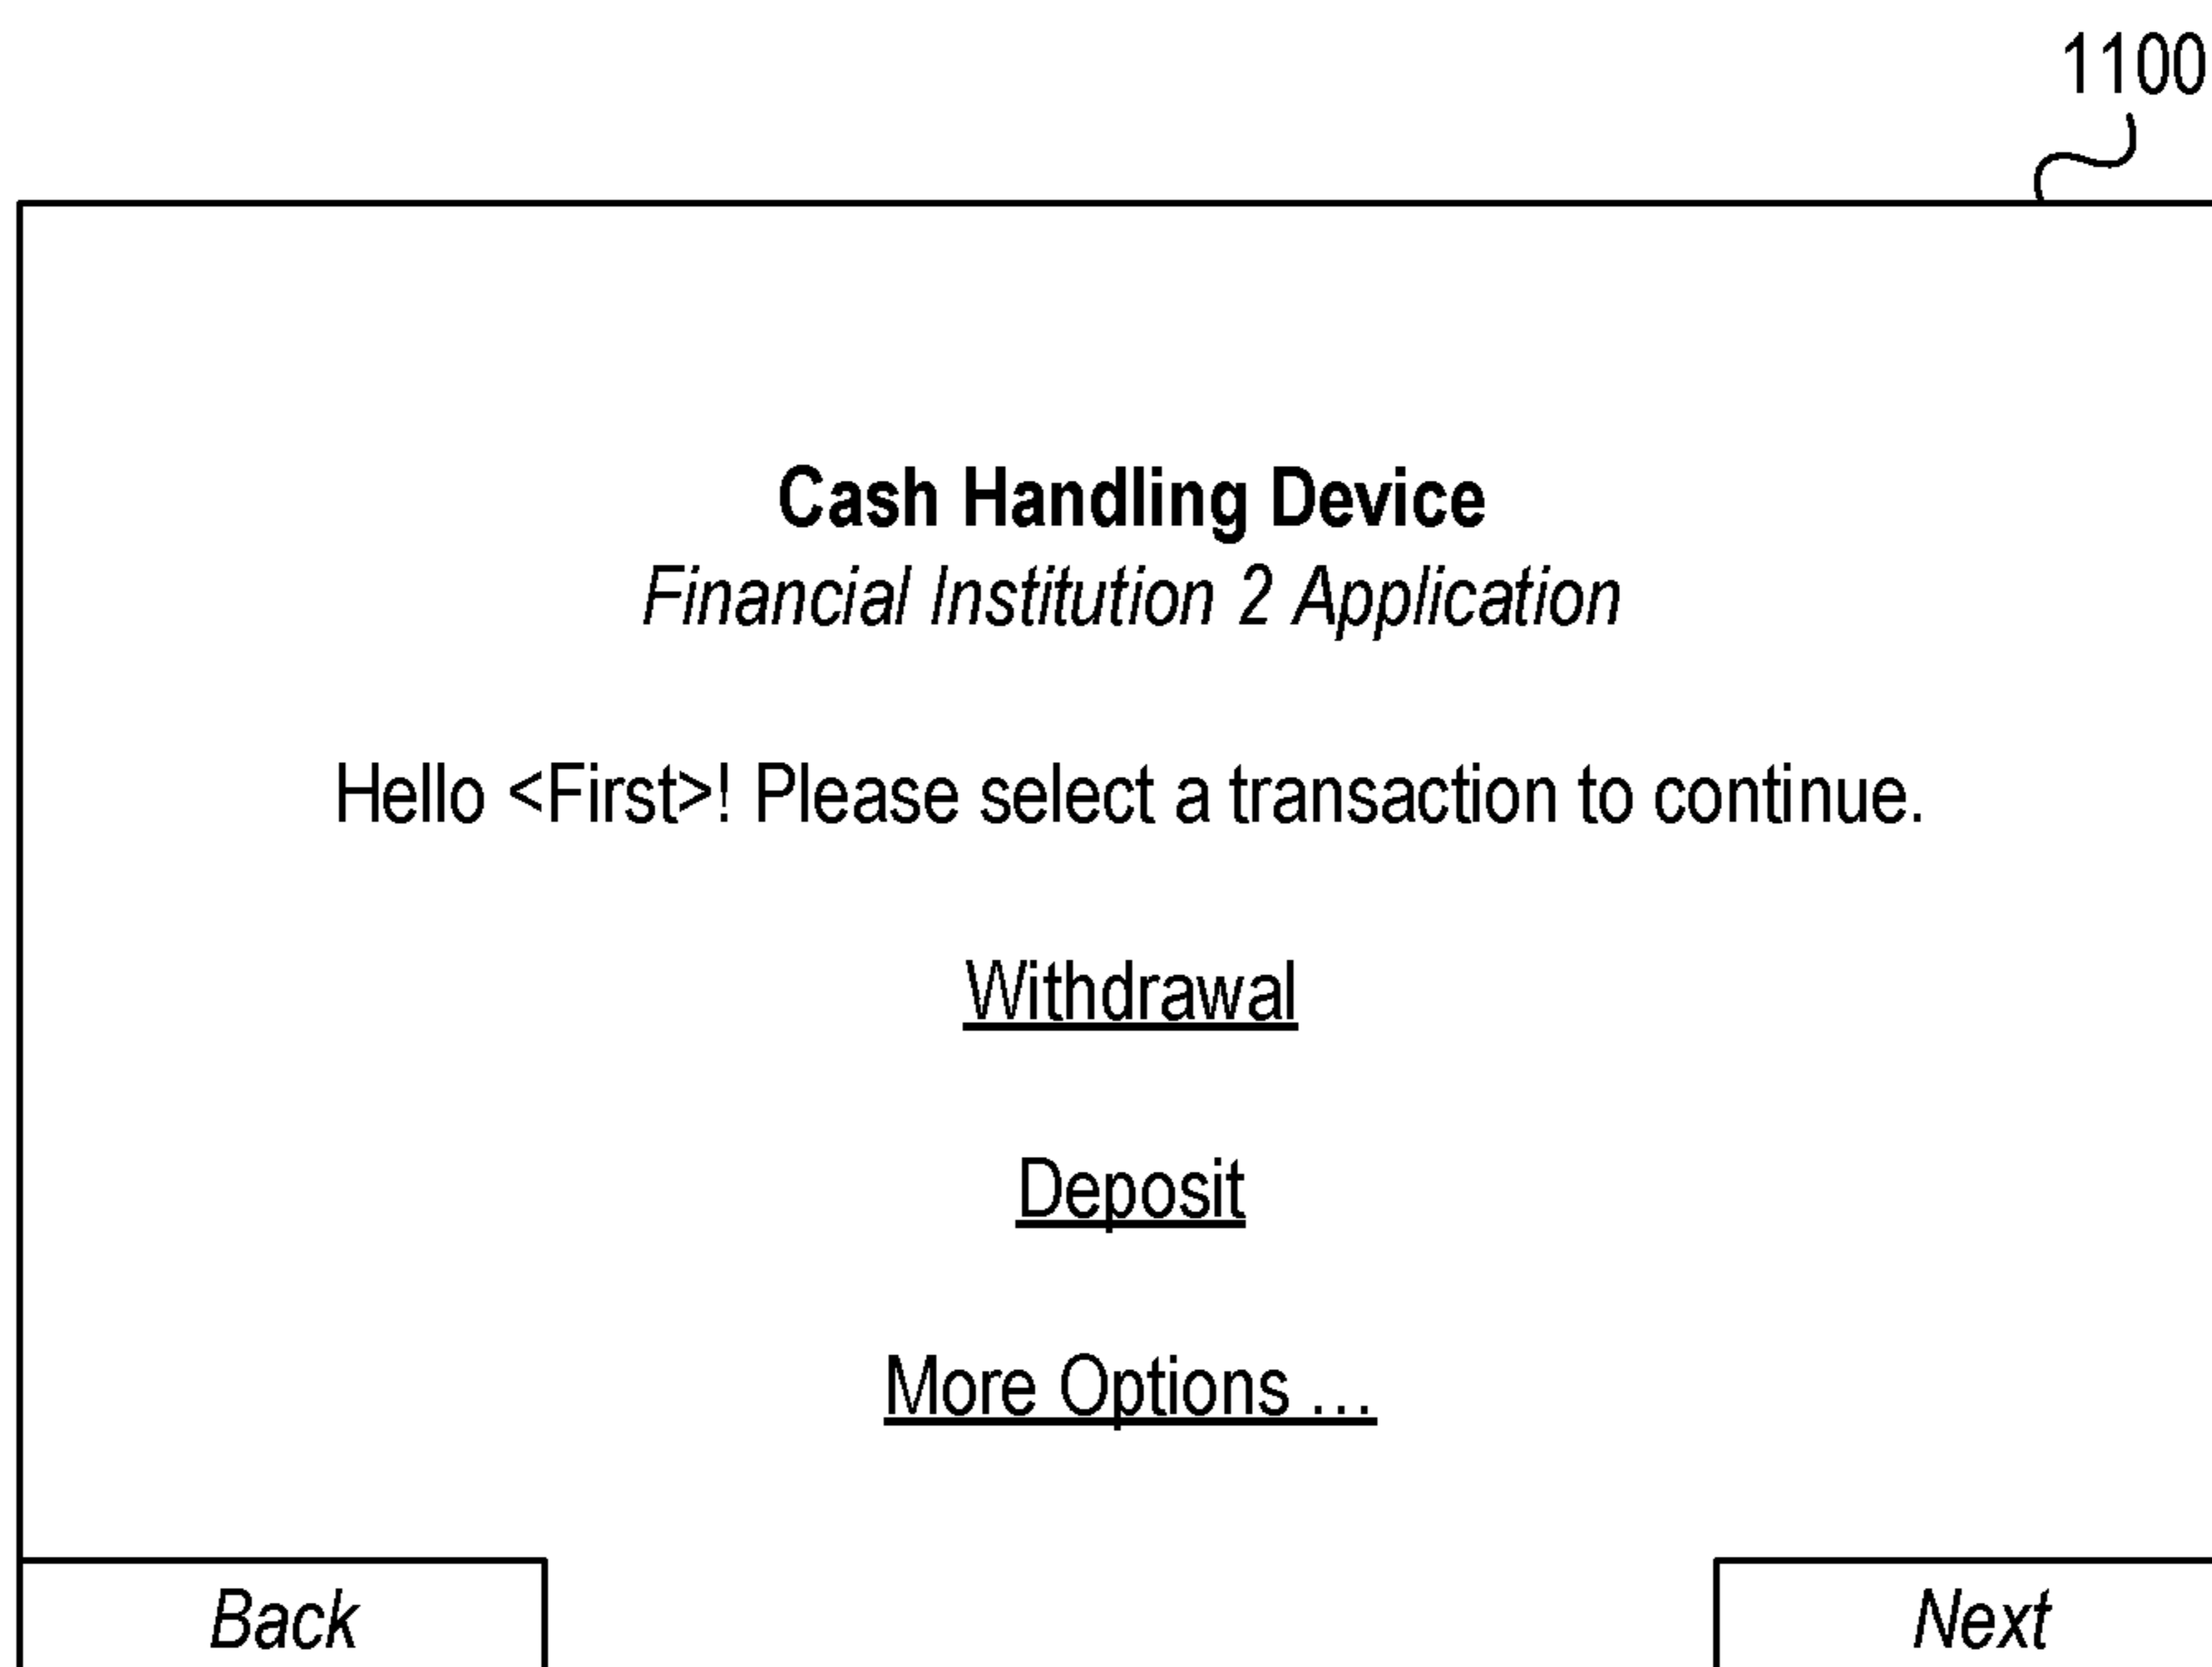 1100
Cash Handling Device
Financial Institution 2 Application
Hello <First>! Please select a transaction to continue.
Withdrawal
Deposit
More Options ...
Back
Next